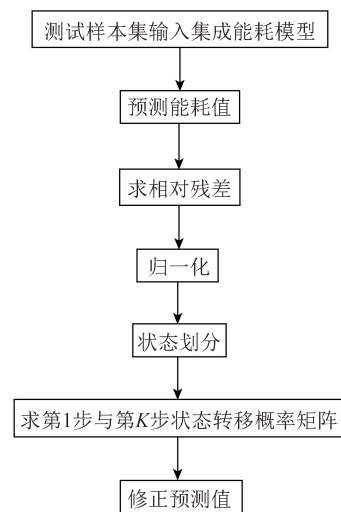 测试样本集输入集成能耗模型
预测能耗值
求相对残差
归一化
状态划分
求第1步与第K步状态转移概率矩阵
修正预测值